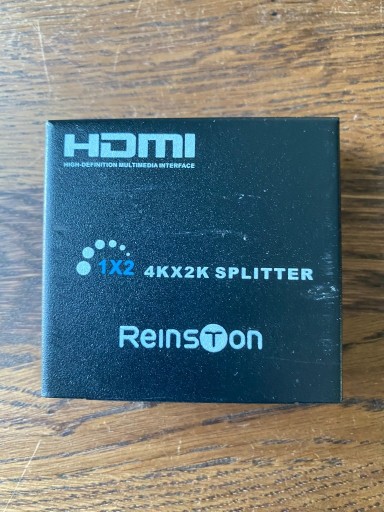 HDMI
HIGH-DEFINITION MULTIMEDIA INTERFACE
1X2 4KX2K SPLITTER
ReinsTon